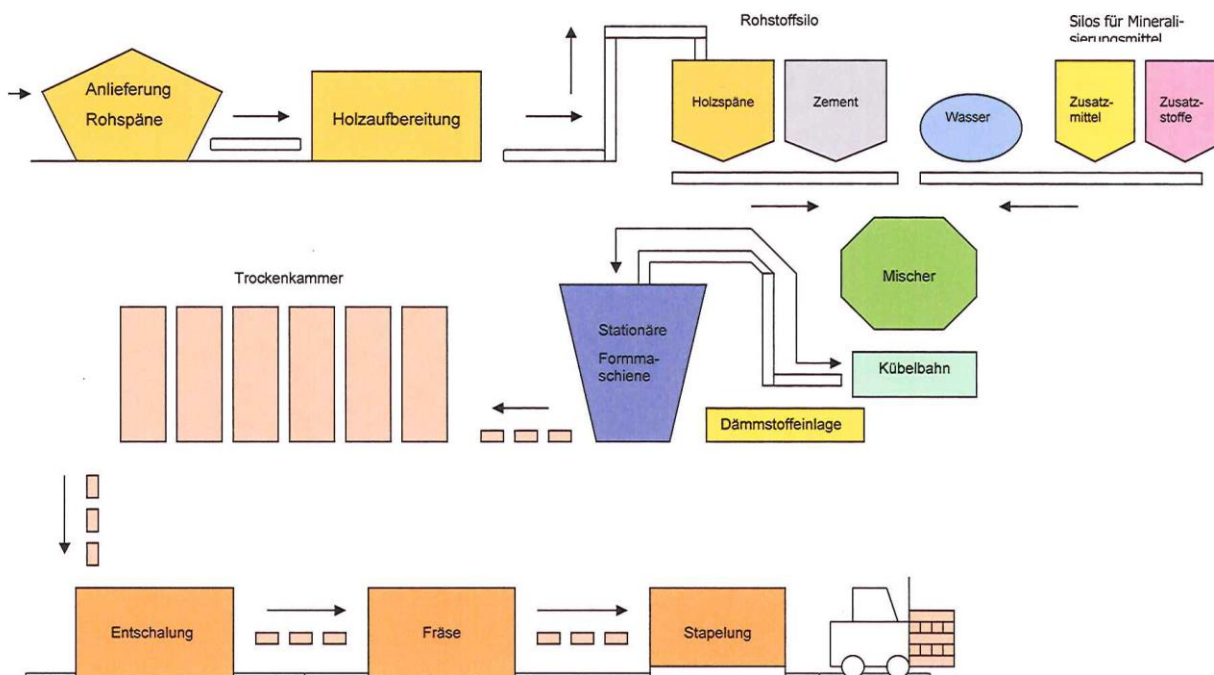 Rohstoffsilo
Silos für Minerali-
sierungsmittel
Anlieferung
Rohspäne
Holzaufbereitung
Holzspäne
Zement
Wasser
Zusatz-
mittel
Zusatz-
stoffe
Mischer
Trockenkammer
Stationäre
Formma-
schiene
Kübelbahn
Dämmstoffeinlage
Entschalung
Fräse
Stapelung